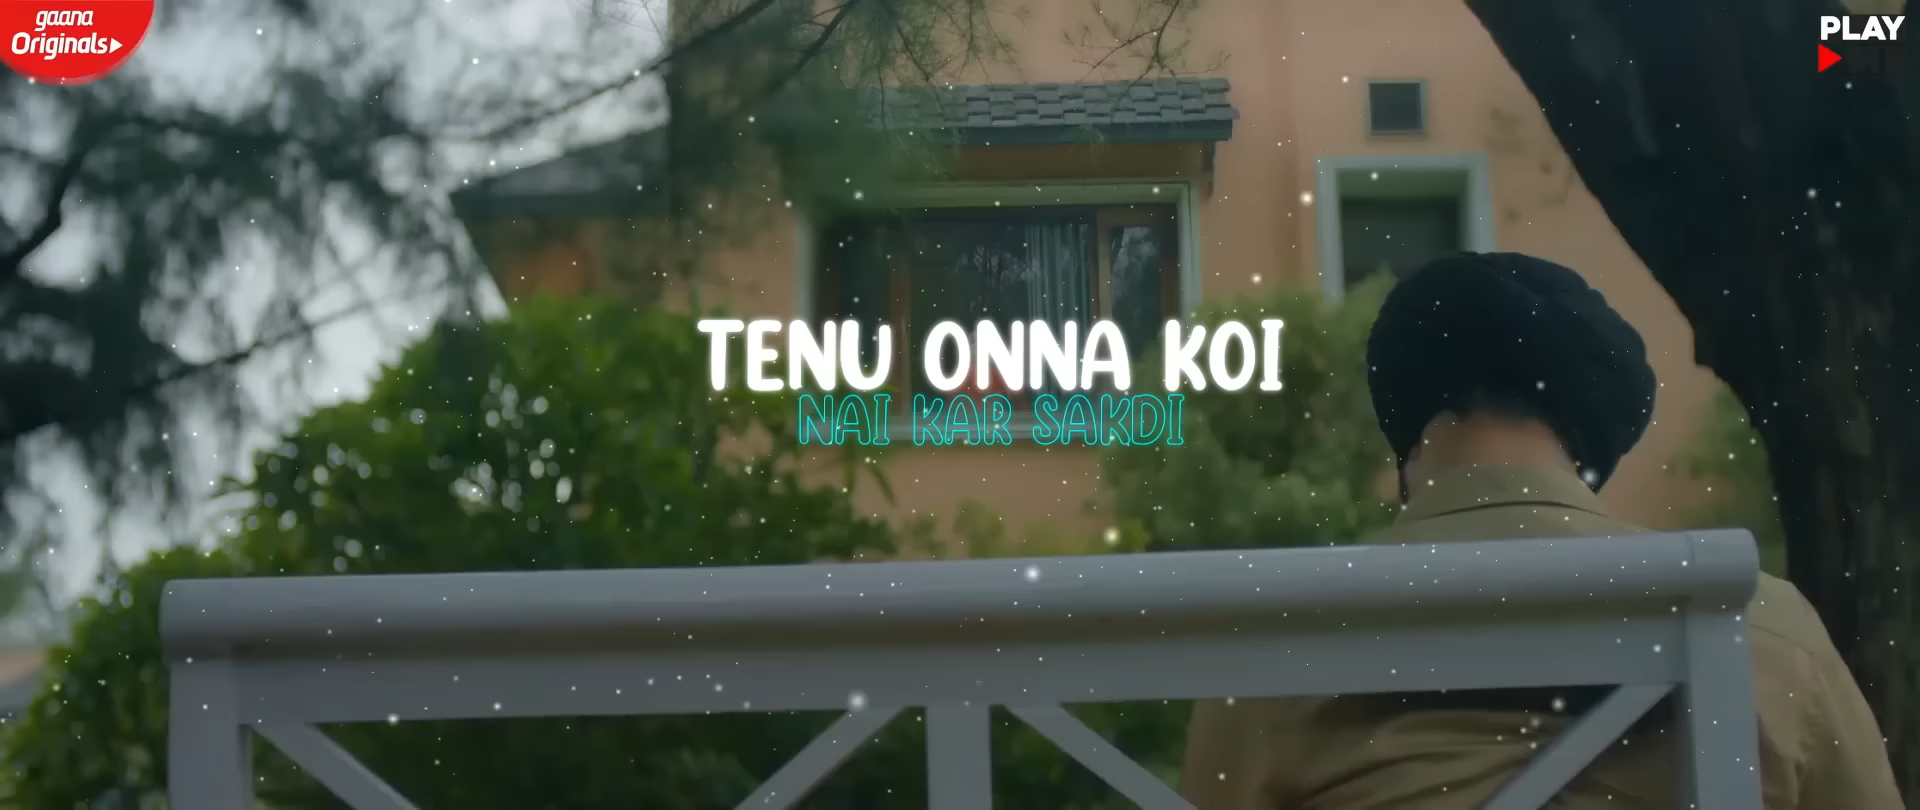 gaana
Originals
PLAY
TENU ONNA KOI
NAI KAR SAKDI